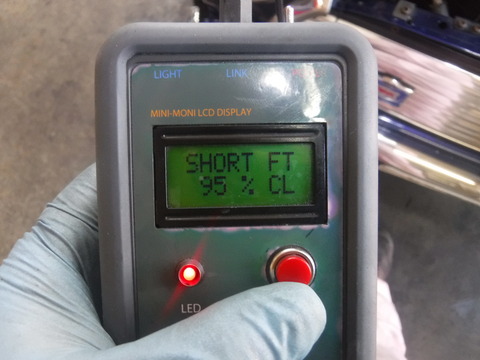 LIGHT LINK
MINI-MONI LCD DISPLAY
SHORT FT
95 % CL
LED